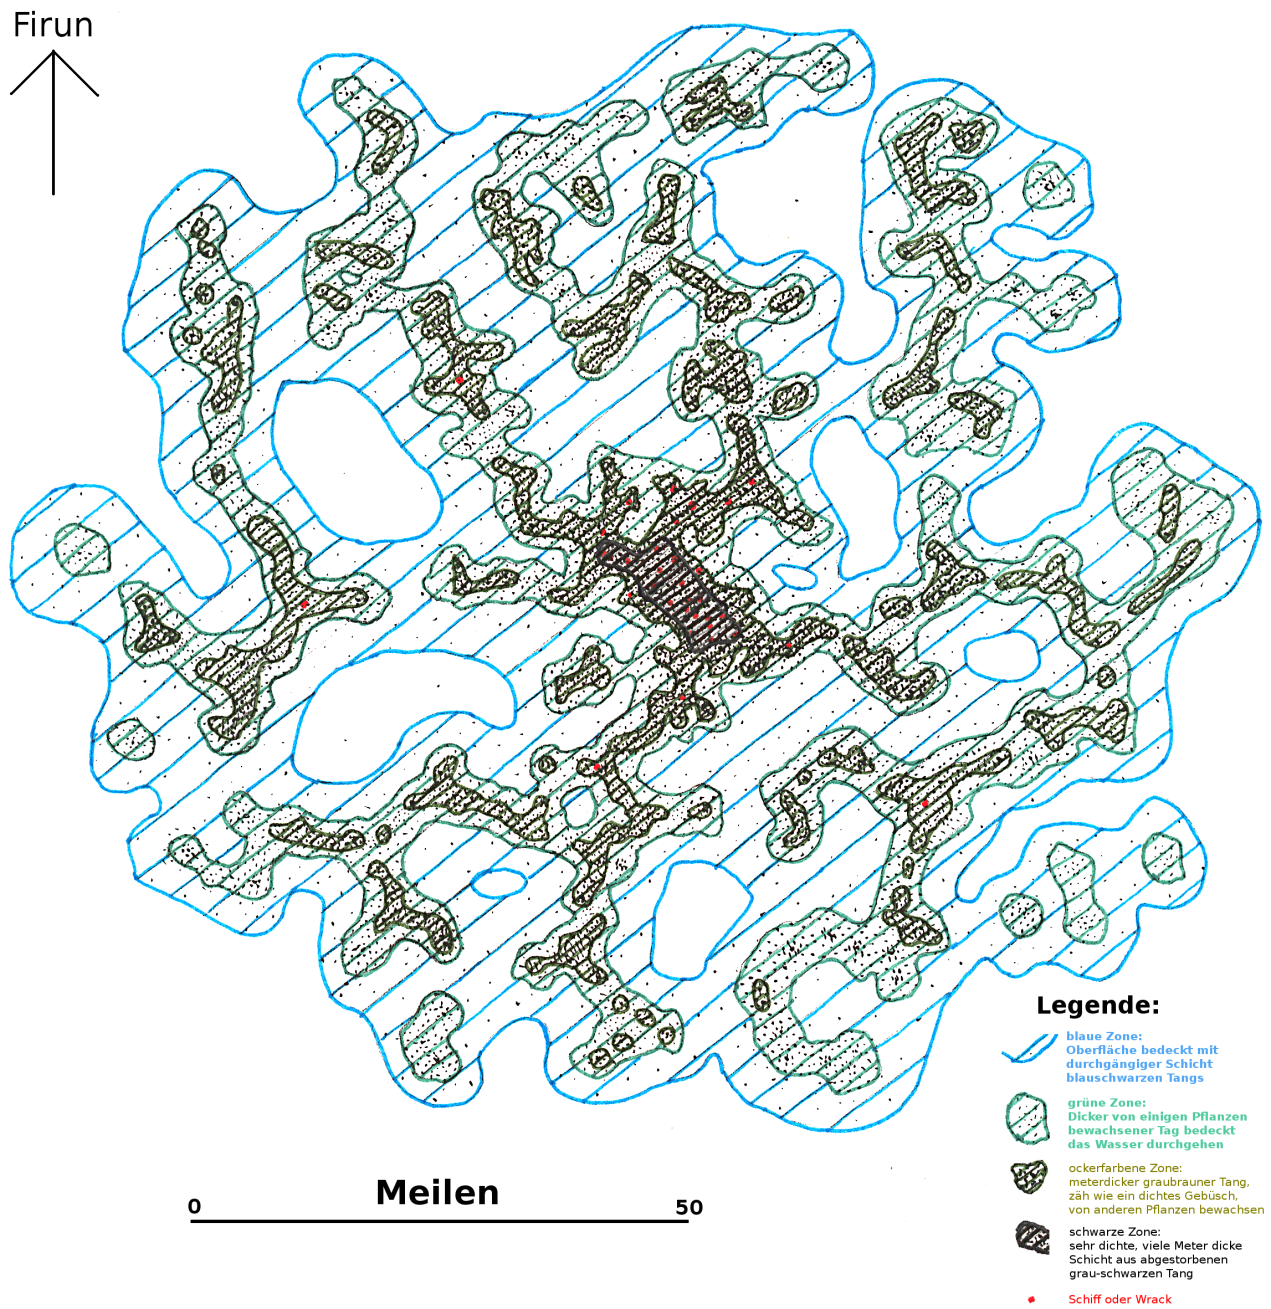 Firun
Legende:
blaue Zone:
Oberfläche bedeckt mit
durchgängiger Schicht
blauschwarzen Tangs
grüne Zone:
Dicker von einigen Pflanzen
bewachsener Tag bedeckt
das Wasser durchgehen
ockerfarbene Zone:
meterdicker graubrauner Tang,
zäh wie ein dichtes Gebüsch,
von anderen Pflanzen bewachsen
schwarze Zone:
sehr dichte, viele Meter dicke
Schicht aus abgestorbenen
grau-schwarzen Tang
Schiff oder Wrack
Meilen
0 50